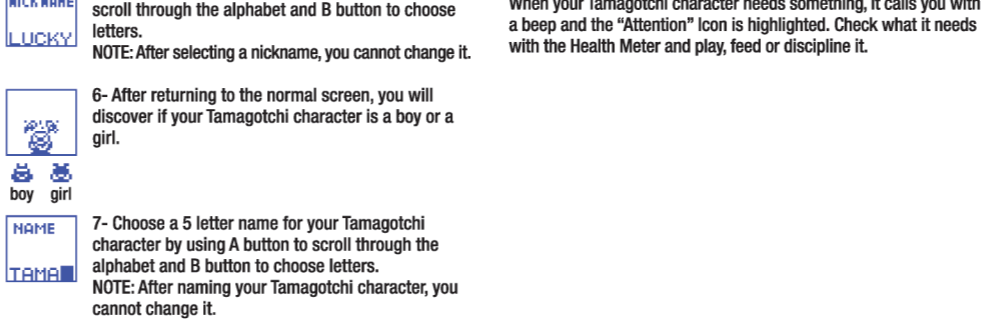 NICK NAME
LUCKY
scroll through the alphabet and B button to choose
letters.
NOTE: After selecting a nickname, you cannot change it.
6- After returning to the normal screen, you will
discover if your Tamagotchi character is a boy or a
girl.
boy girl
NAME
TAMA
7- Choose a 5 letter name for your Tamagotchi
character by using A button to scroll through the
alphabet and B button to choose letters.
NOTE: After naming your Tamagotchi character, you
cannot change it.
When your Tamagotchi character needs something, it calls you with
a beep and the “Attention” Icon is highlighted. Check what it needs
with the Health Meter and play, feed or discipline it.